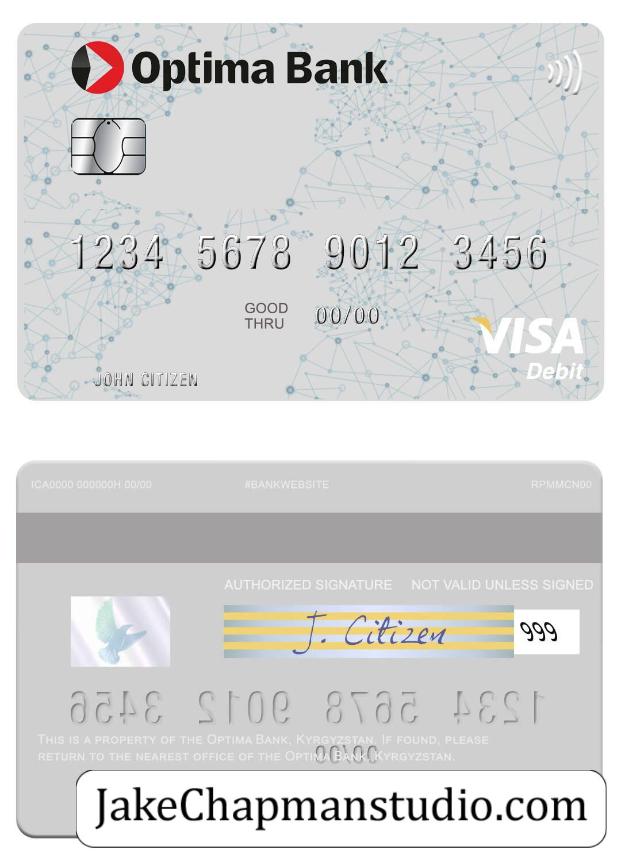 Optima Bank
1234 5678 9012 3456
GOOD THRU 00/00
VISA
Debit
JOHN CITIZEN
ICA0000 000000H 00/00 #BANKWEBSITE RPMMCN00
AUTHORIZED SIGNATURE NOT VALID UNLESS SIGNED
J. Citizen 999
1234 5678 9012 3456
THIS IS A PROPERTY OF THE OPTIMA BANK, KYRGYZSTAN. IF FOUND, PLEASE
00/00
RETURN TO THE NEAREST OFFICE OF THE OPTIMA BANK, KYRGYZSTAN.
JakeChapmanstudio.com